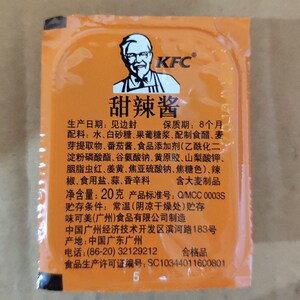 KFC®
甜辣酱
生产日期：见边封 保质期：8个月
配料：水、白砂糖、果葡糖浆、配制食醋、麦
芽提取物、番茄酱、食品添加剂(乙酰化二
淀粉磷酸酯、谷氨酸钠、黄原胶、山梨酸钾、
胭脂虫红、姜黄、焦亚硫酸钠、焦糖色)、辣
椒、食用盐、蒜、香辛料 含大麦制品
规格：20克 产品标准号：Q/MCC 0003S
贮存条件：常温(阴凉干燥处)贮存
味可美(广州)食品有限公司制造
中国广州经济技术开发区滨河路183号
产地：中国广东广州
电话：(86-20) 32129212 合格品
食品生产许可证编号：SC10344011600801
5